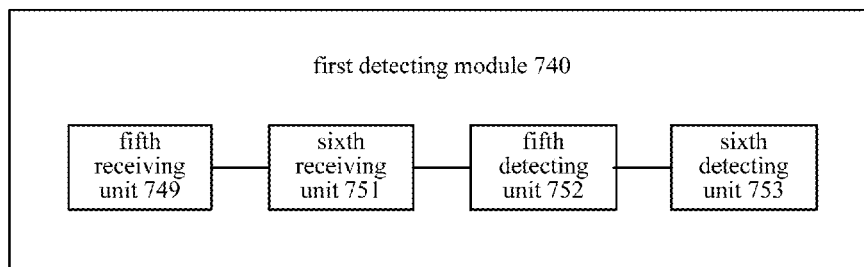 first detecting module 740
fifth
receiving
unit 749
sixth
receiving
unit 751
fifth
detecting
unit 752
sixth
detecting
unit 753